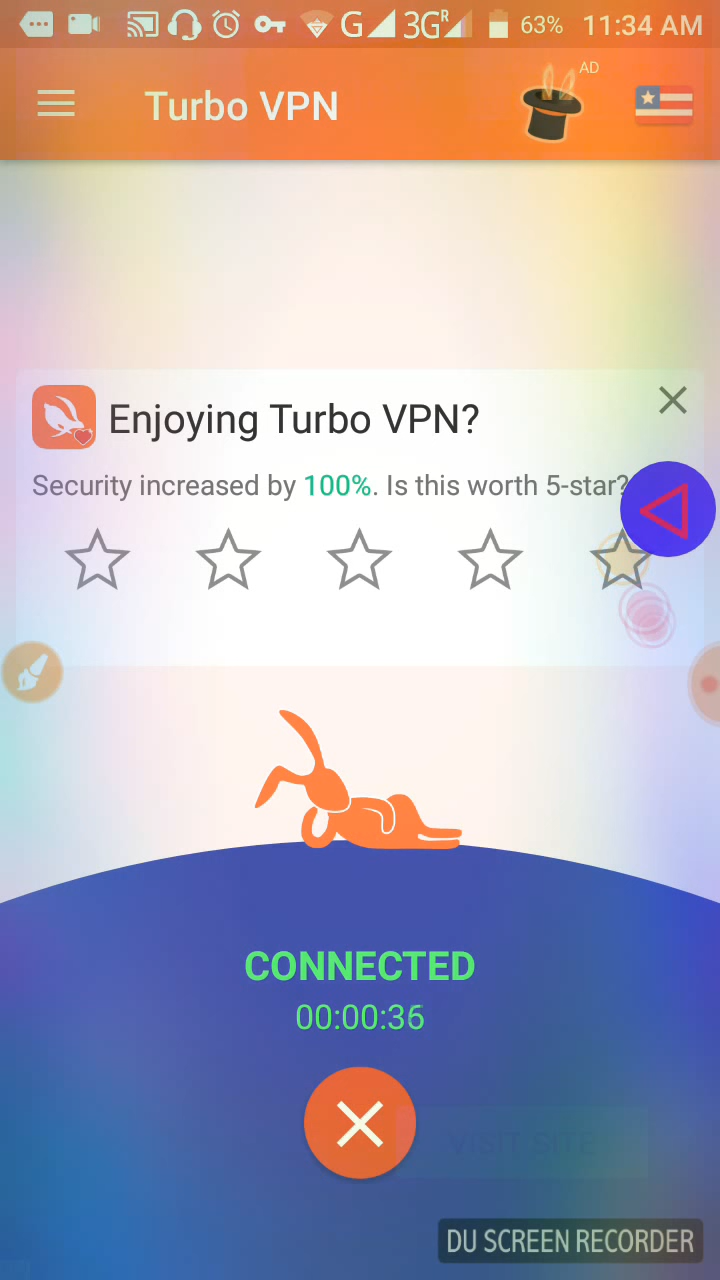 G 3G R 63% 11:34 AM
Turbo VPN
AD
Enjoying Turbo VPN?
Security increased by 100%. Is this worth 5-star?
CONNECTED
00:00:36
VISIT SITE
DU SCREEN RECORDER